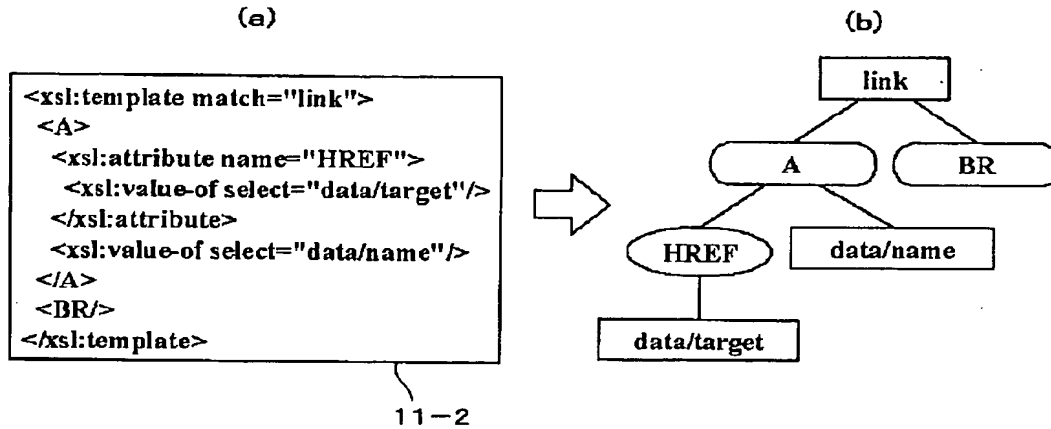 (a)
<xsl:template match="link">
<A>
<xsl:attribute name="HREF">
<xsl:value-of select="data/target"/>
</xsl:attribute>
<xsl:value-of select="data/name"/>
</A>
<BR/>
</xsl:template>
11-2
(b)
link
A
BR
HREF
data/name
data/target